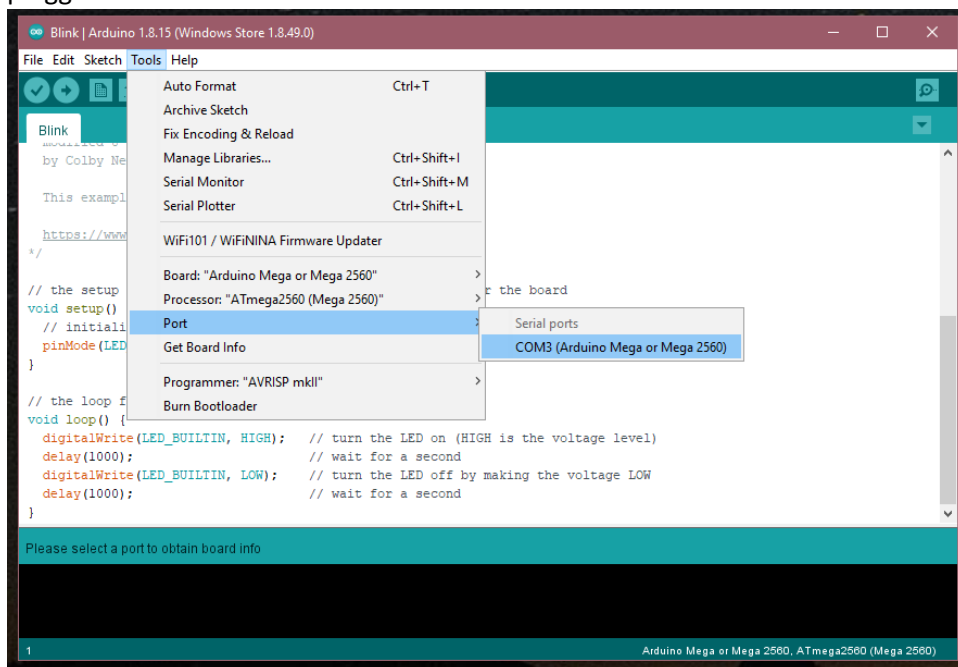 Blink | Arduino 1.8.15 (Windows Store 1.8.49.0)
File Edit Sketch Tools Help
Auto Format Ctrl+T
Archive Sketch
Fix Encoding & Reload
Manage Libraries... Ctrl+Shift+I
Serial Monitor Ctrl+Shift+M
Serial Plotter Ctrl+Shift+L
WiFi101 / WiFiNINA Firmware Updater
Board: "Arduino Mega or Mega 2560"
Processor: "ATmega2560 (Mega 2560)"
Port
Get Board Info
Programmer: "AVRISP mkII"
Burn Bootloader
Serial ports
COM3 (Arduino Mega or Mega 2560)
Blink
by Colby Ne
This exampl
https://www
*/
// the setup r the board
void setup()
// initiali
pinMode(LED
}
// the loop f
void loop() {
digitalWrite(LED_BUILTIN, HIGH); // turn the LED on (HIGH is the voltage level)
delay(1000); // wait for a second
digitalWrite(LED_BUILTIN, LOW); // turn the LED off by making the voltage LOW
delay(1000); // wait for a second
}
Please select a port to obtain board info
1 Arduino Mega or Mega 2560, ATmega2560 (Mega 2560)